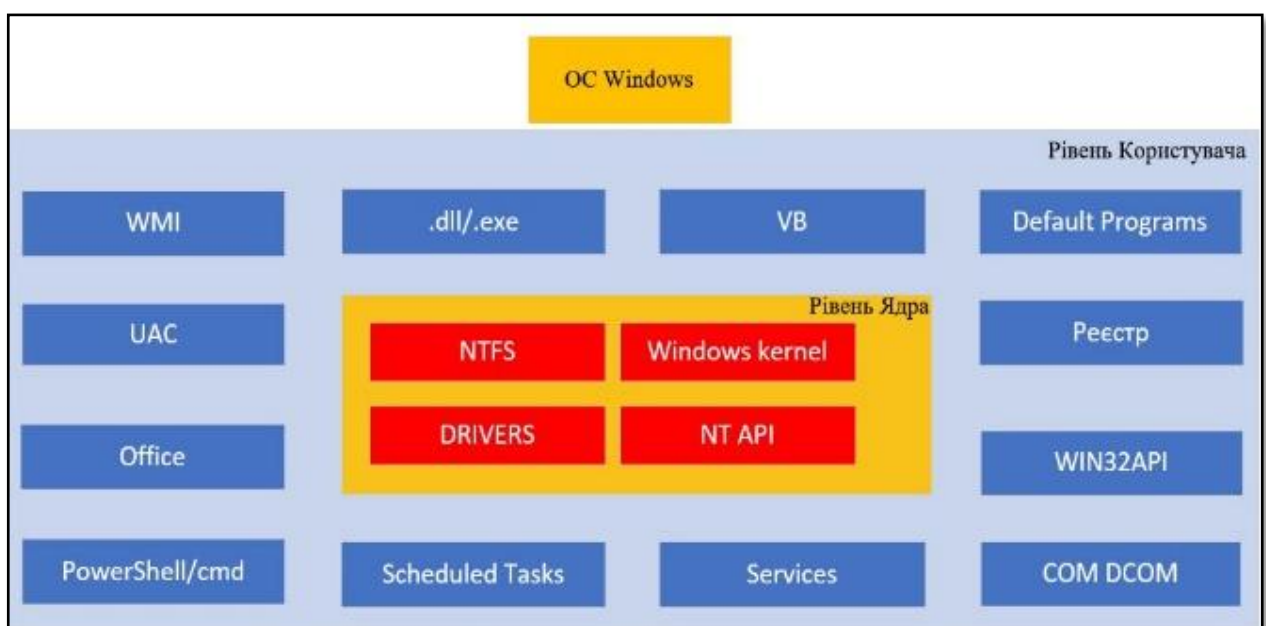 ОС Windows
Рівень Користувача
WMI
.dll/.exe
VB
Default Programs
UAC
Рівень Ядра
Реєстр
NTFS
Windows kernel
DRIVERS
NT API
Office
WIN32API
PowerShell/cmd
Scheduled Tasks
Services
COM DCOM